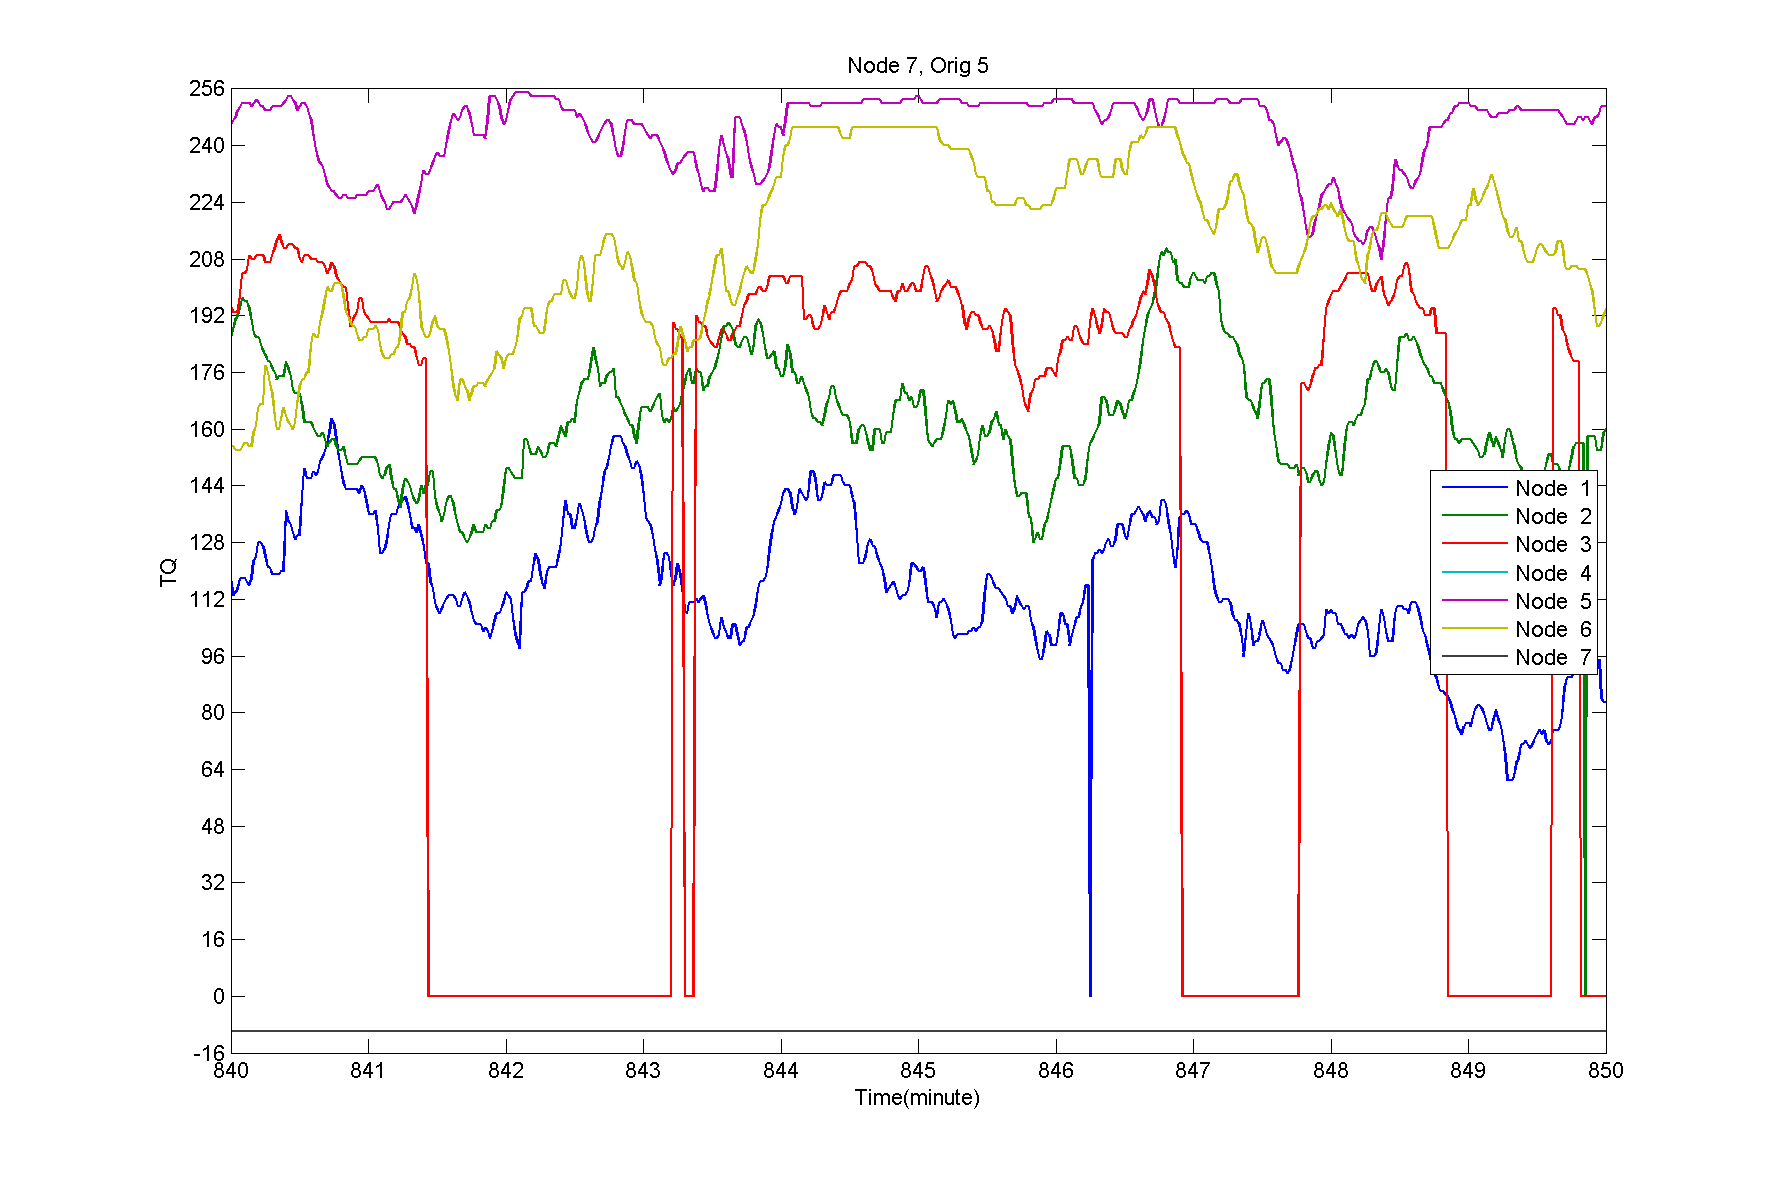 Node 7, Orig 5
256
240
224
208
192
176
160
144
128
112
96
80
64
48
32
16
0
-16
TQ
Node 1
Node 2
Node 3
Node 4
Node 5
Node 6
Node 7
840 841 842 843 844 845 846 847 848 849 850
Time(minute)